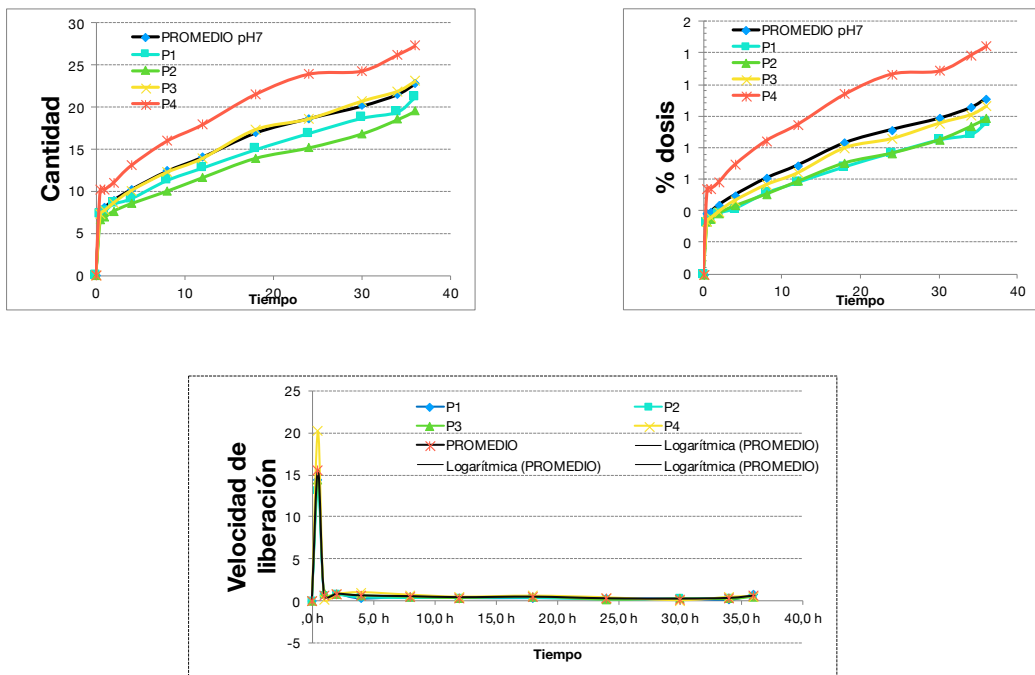 30
25
20
15
10
5
0
Cantidad
PROMEDIO pH7
P1
P2
P3
P4
0
10
20
30
40
Tiempo
2
1
1
1
1
1
0
0
0
% dosis
PROMEDIO pH7
P1
P2
P3
P4
0
10
20
30
40
Tiempo
25
20
15
10
5
0
-5
Velocidad de
liberación
P1
P2
P3
P4
PROMEDIO
Logarítmica (PROMEDIO)
Logarítmica (PROMEDIO)
Logarítmica (PROMEDIO)
,0 h
5,0 h
10,0 h
15,0 h
20,0 h
25,0 h
30,0 h
35,0 h
40,0 h
Tiempo